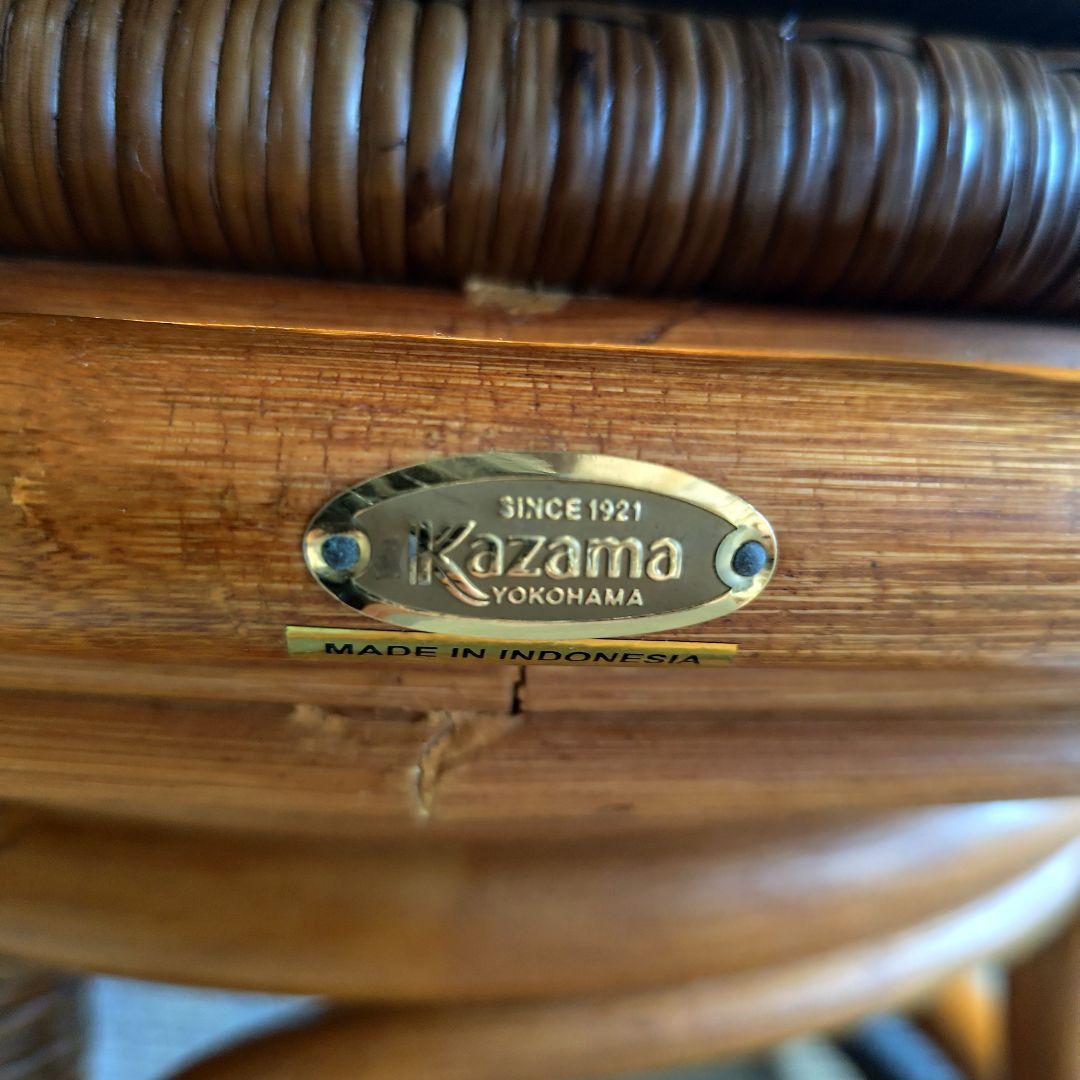 SINCE 1921
Kazama
YOKOHAMA
MADE IN INDONESIA